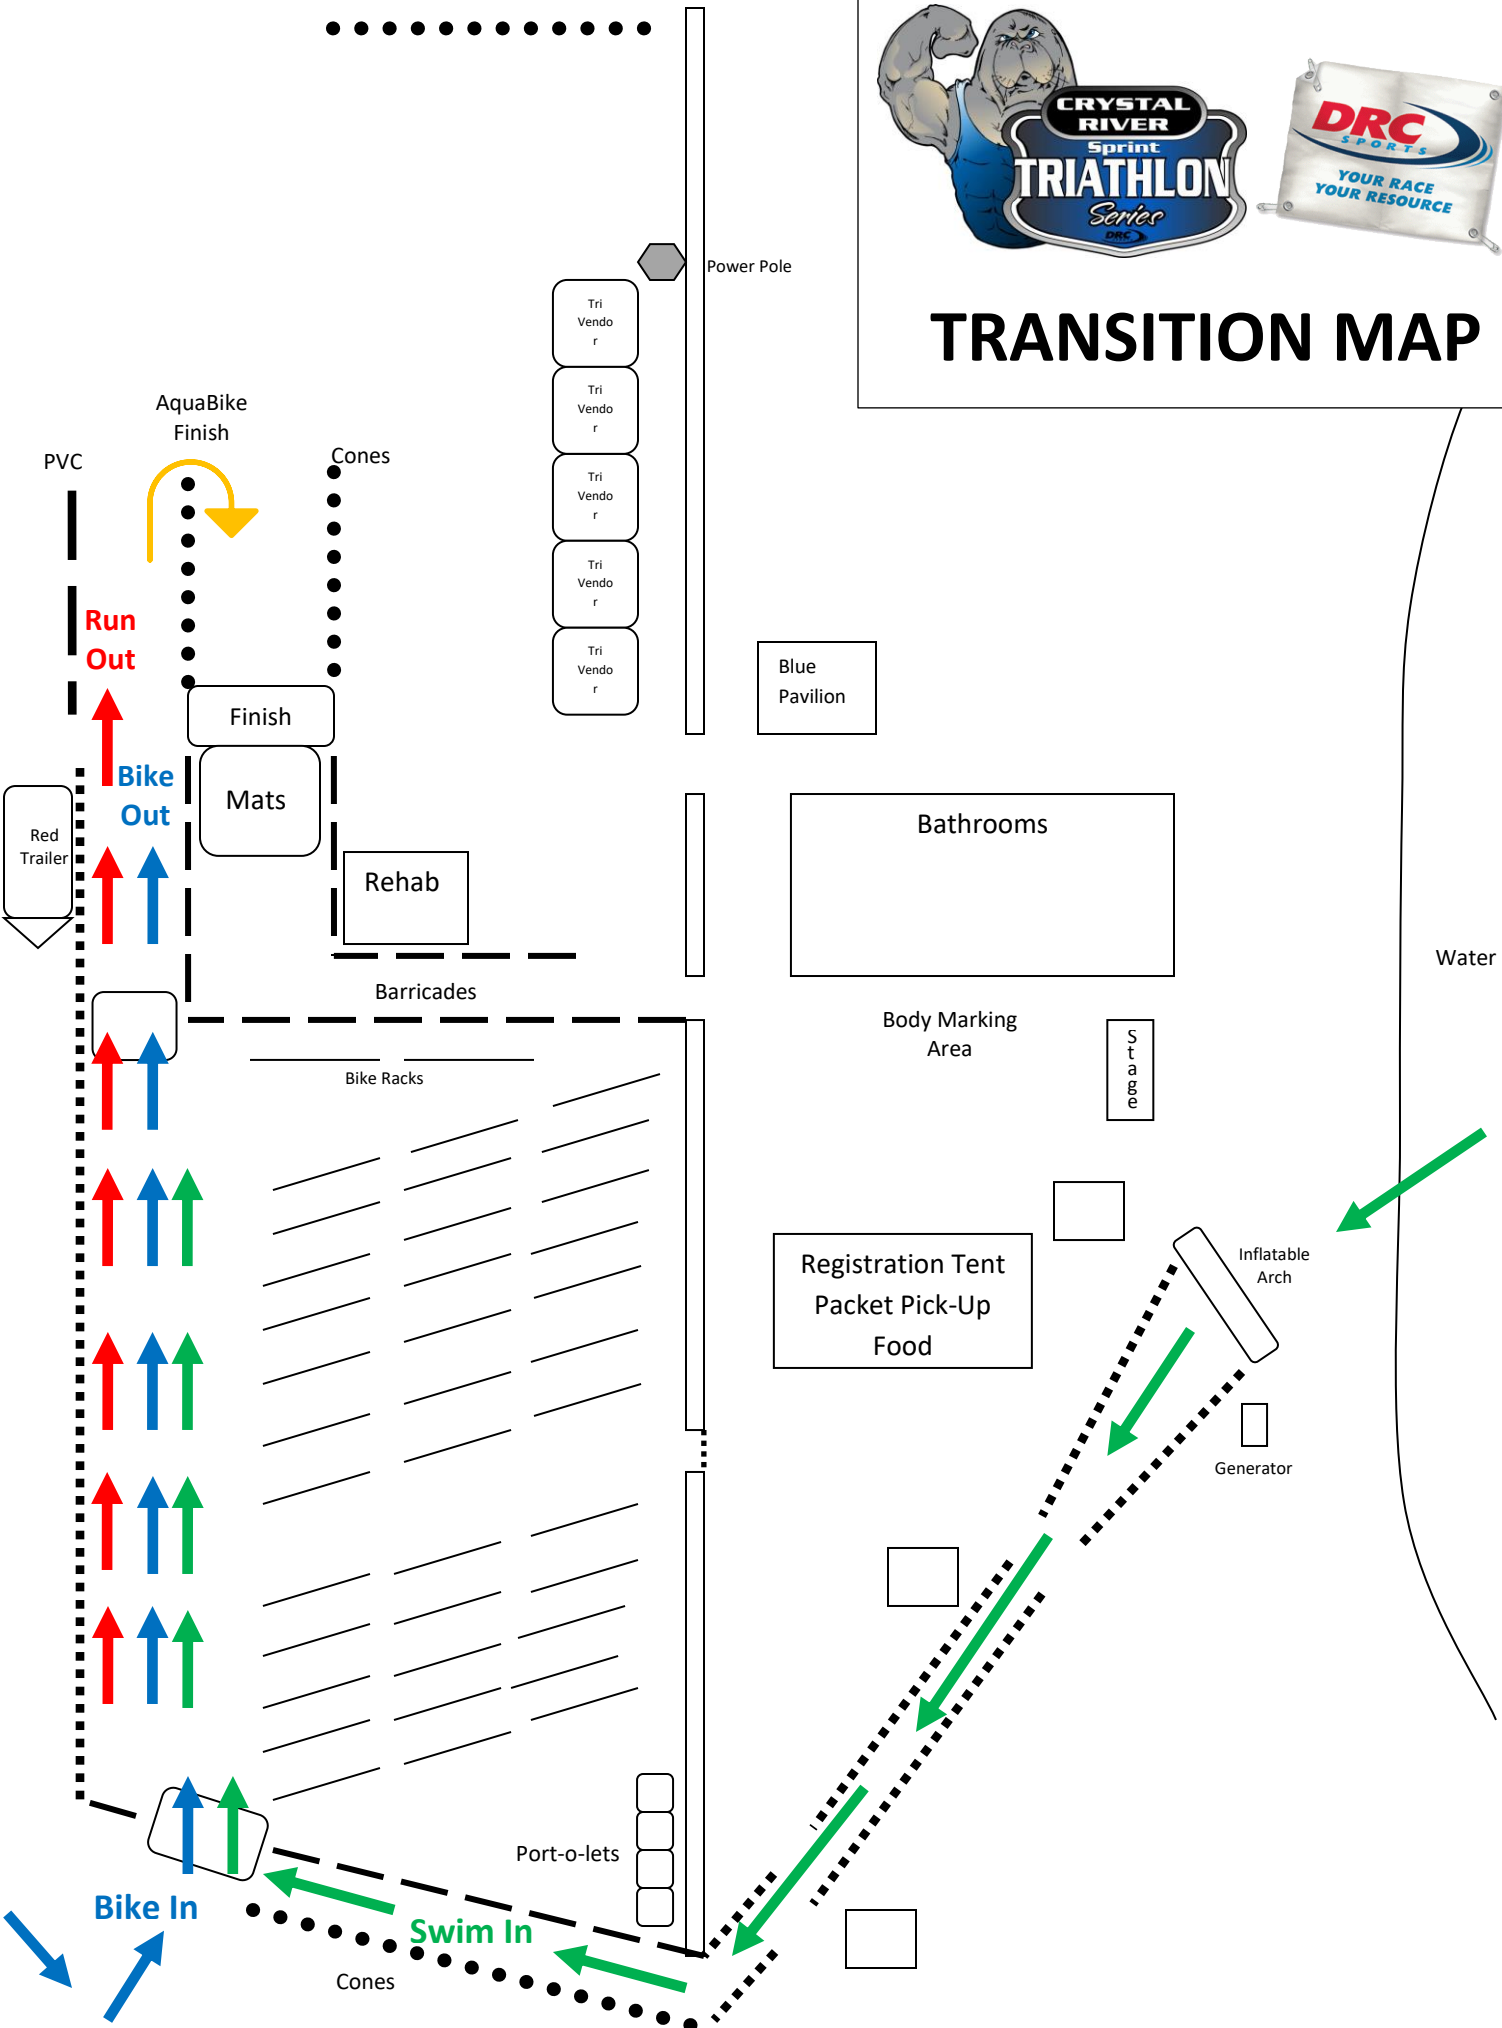 CRYSTAL
RIVER
Sprint
TRIATHLON
Series
DRC
DRC
SPORTS
YOUR RACE
YOUR RESOURCE
TRANSITION MAP
Power Pole
Tri
Vendo
r
Tri
Vendo
r
Tri
Vendo
r
Tri
Vendo
r
Tri
Vendo
r
AquaBike
Finish
PVC
Cones
Run
Out
Blue
Pavilion
Finish
Bike
Out
Mats
Red
Trailer
Rehab
Bathrooms
Water
Barricades
Body Marking
Area
S
t
a
g
e
Bike Racks
Registration Tent
Packet Pick-Up
Food
Inflatable
Arch
Generator
Port-o-lets
Bike In
Swim In
Cones